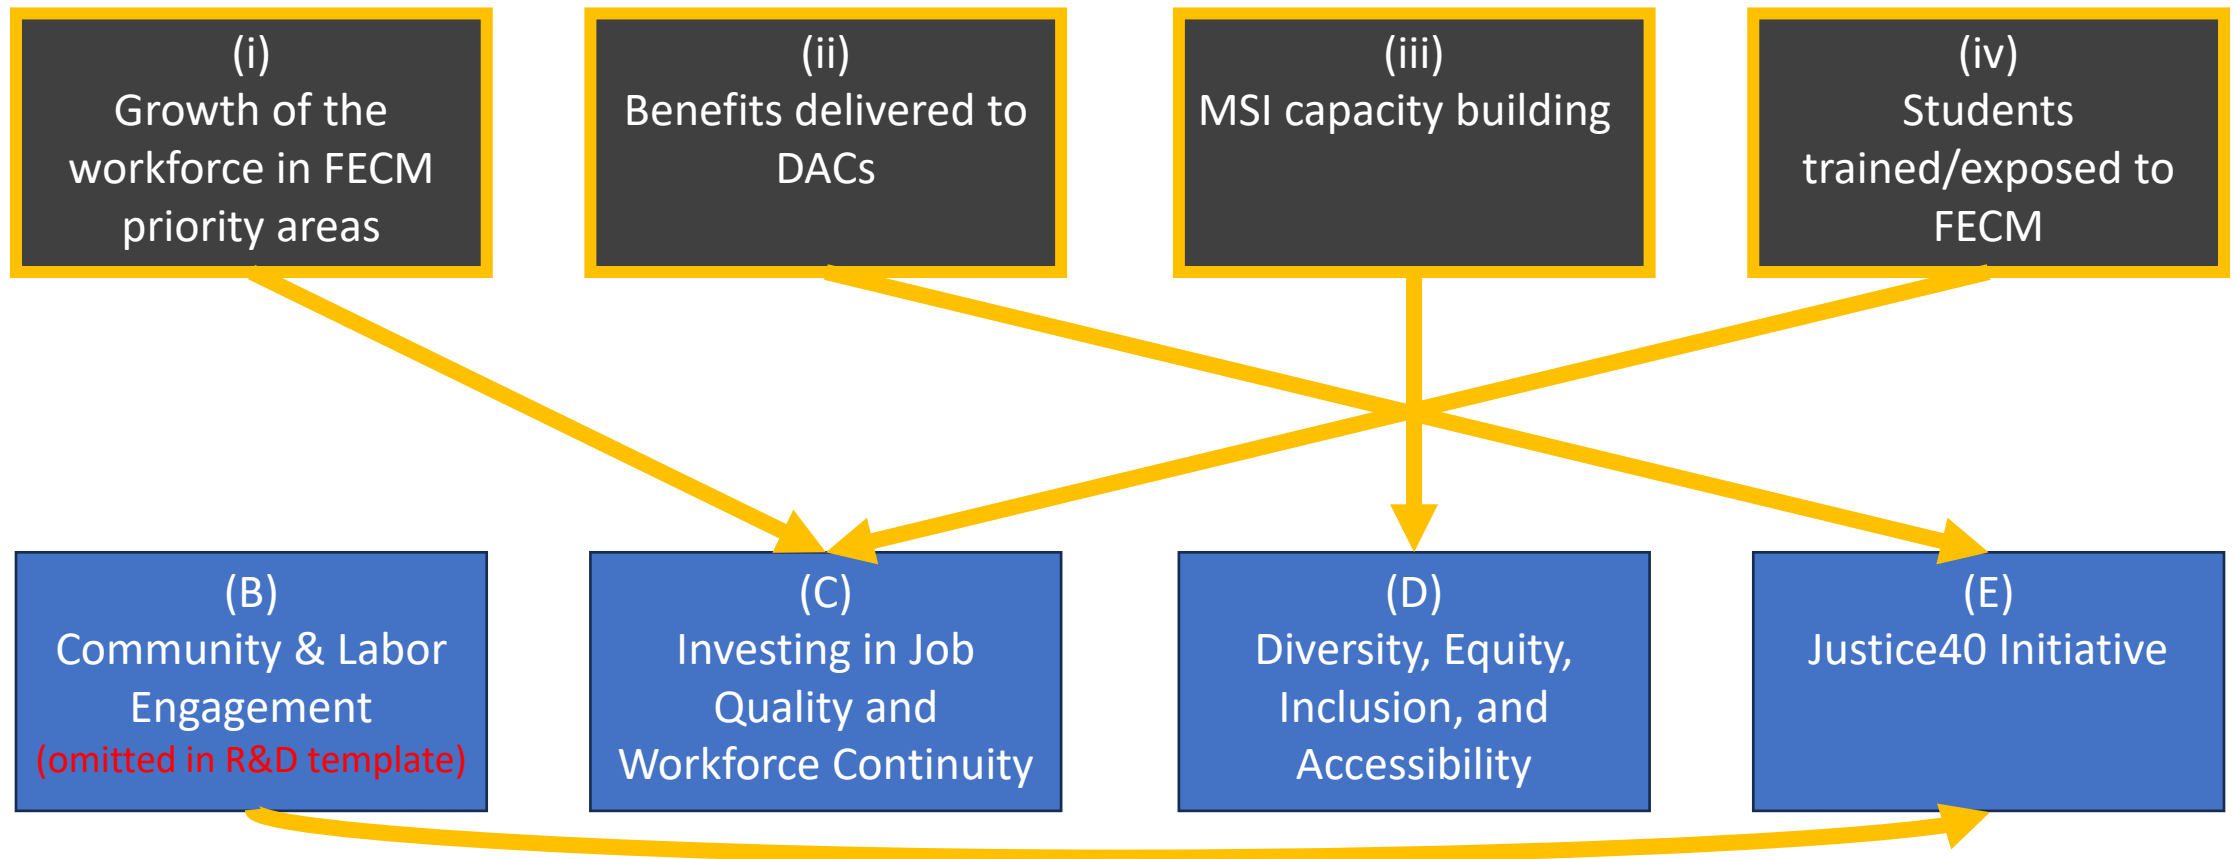 (i)
Growth of the
workforce in FECM
priority areas
(ii)
Benefits delivered to
DACs
(iii)
MSI capacity building
(iv)
Students
trained/exposed to
FECM
(B)
Community & Labor
Engagement
(omitted in R&D template)
(C)
Investing in Job
Quality and
Workforce Continuity
(D)
Diversity, Equity,
Inclusion, and
Accessibility
(E)
Justice40 Initiative